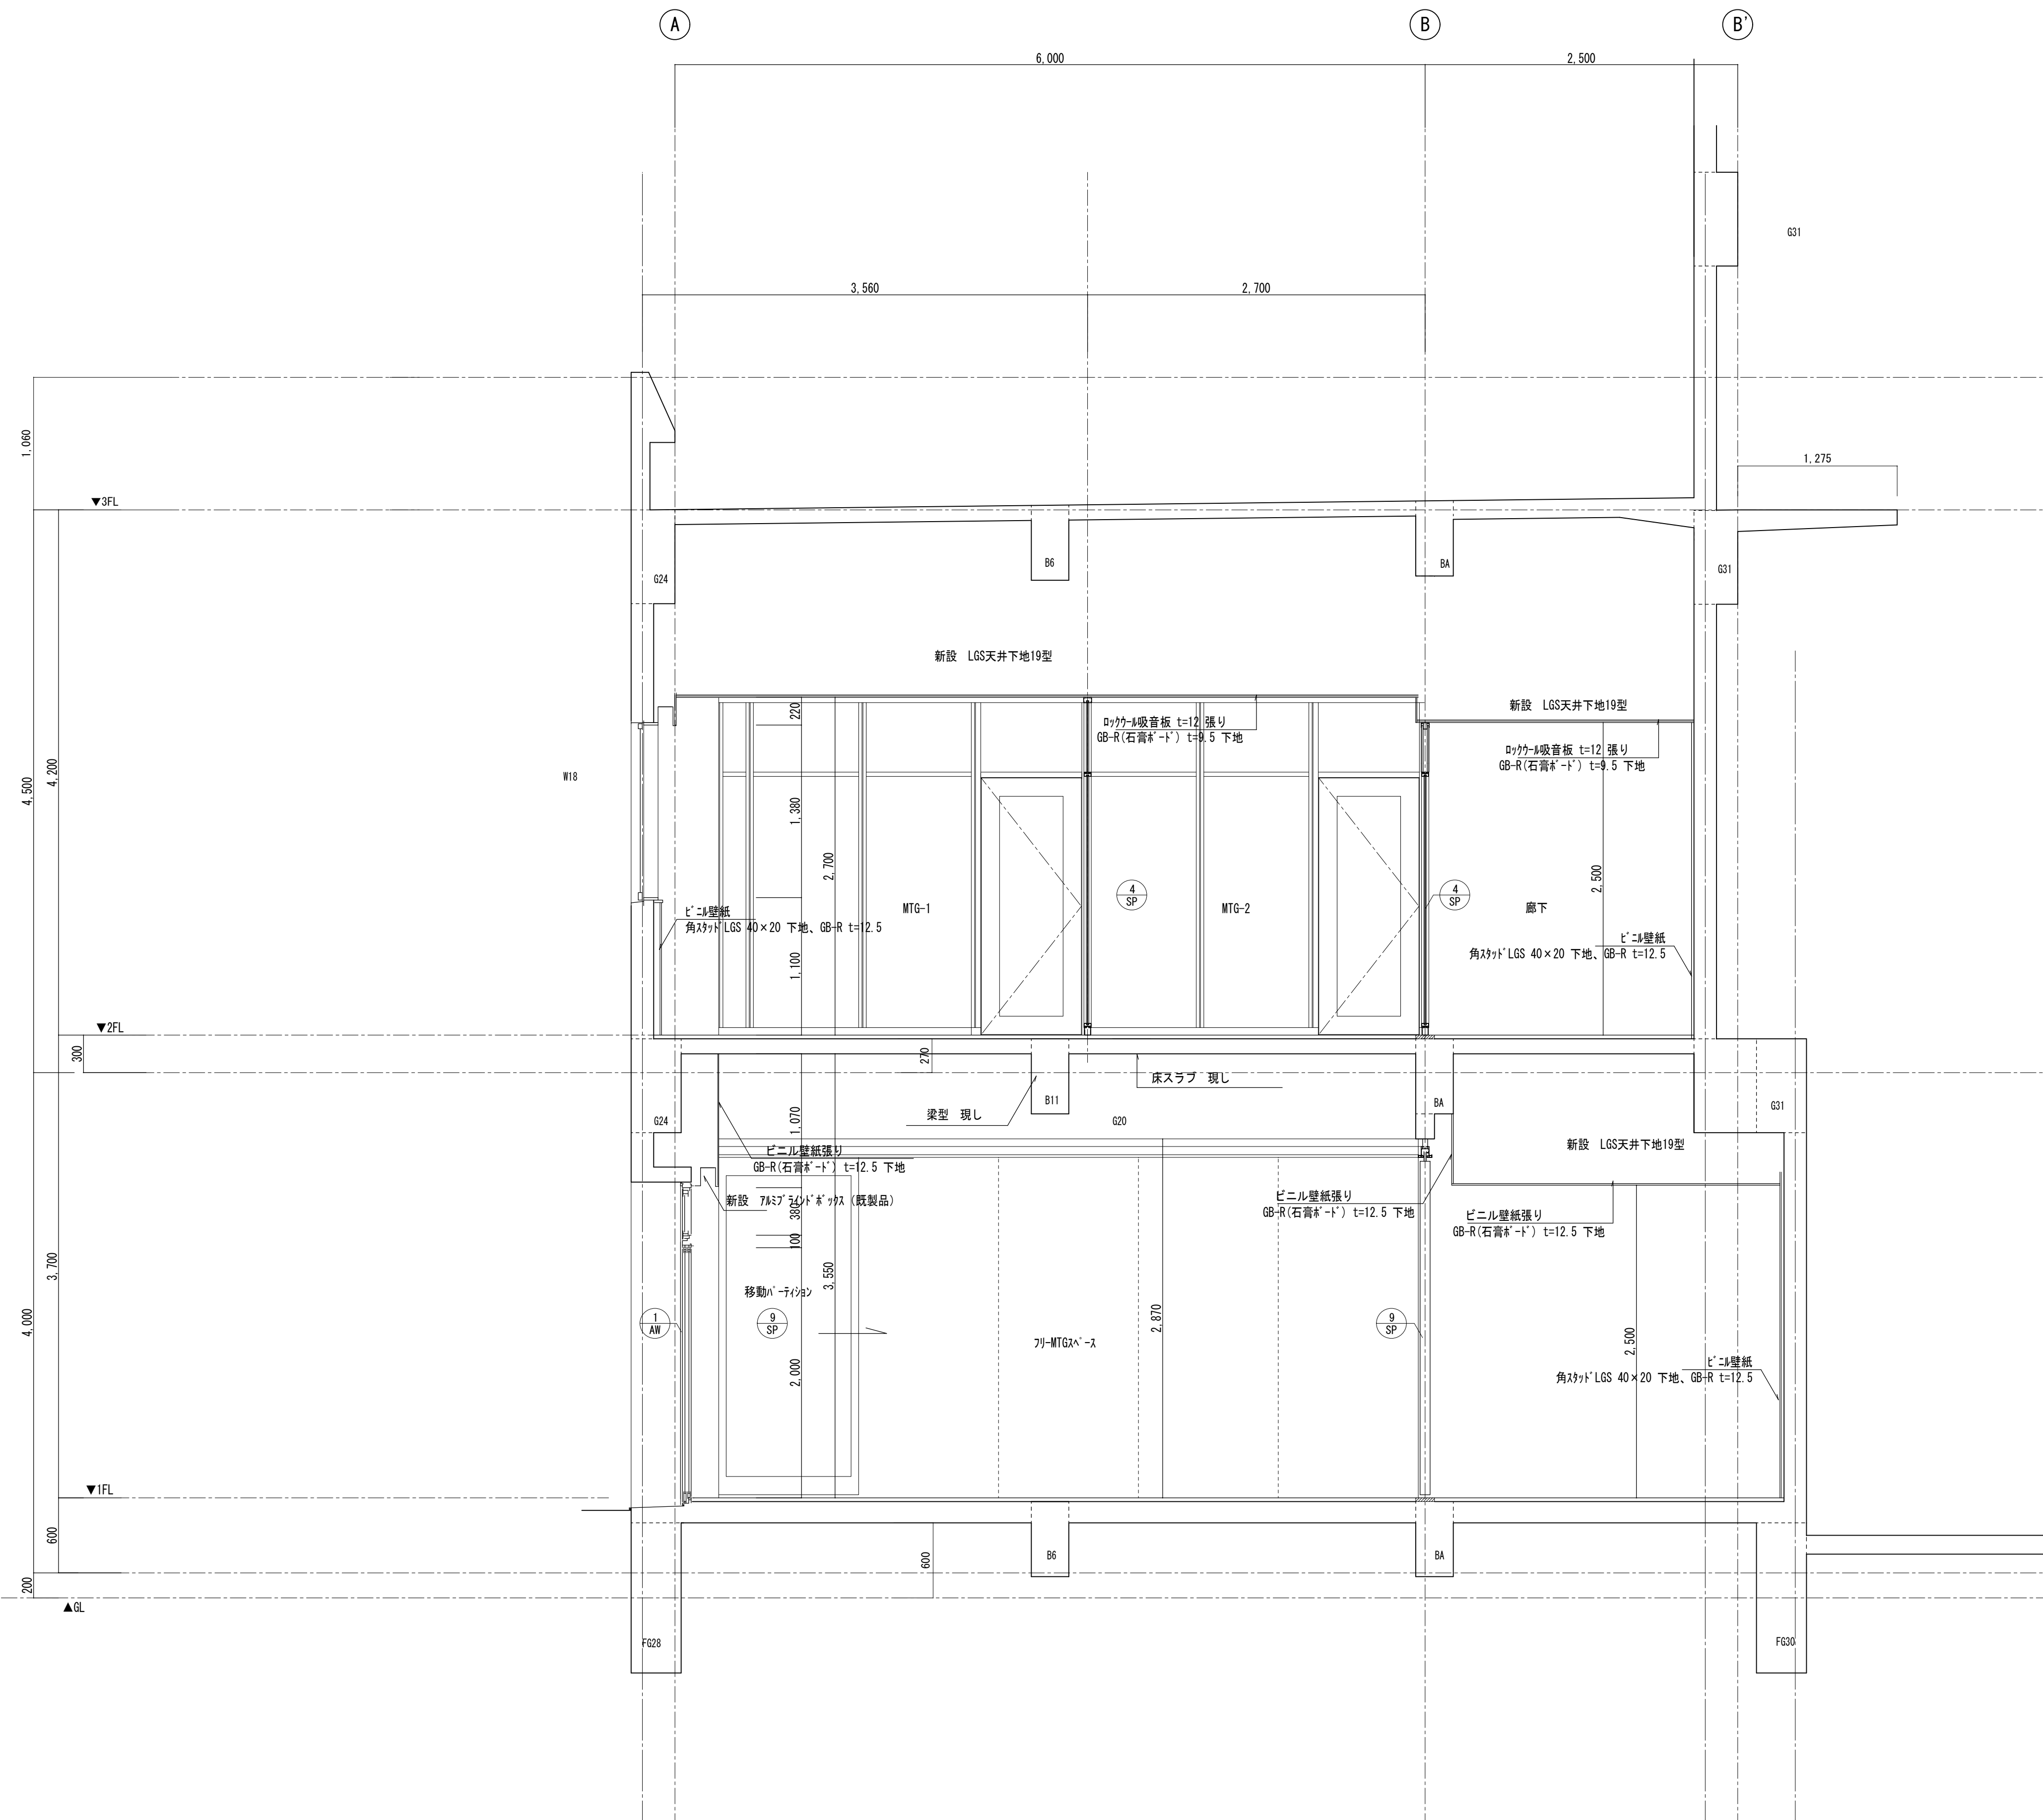 A
B
B'
6,000
2,500
G31
3,560
2,700
1,060
1,275
▼3FL
B6
BA
G24
G31
新設 LGS天井下地19型
新設 LGS天井下地19型
220
ﾛｯｸｳｰﾙ吸音板 t=12 張り
GB-R(石膏ﾎﾞｰﾄﾞ) t=9.5 下地
ﾛｯｸｳｰﾙ吸音板 t=12 張り
GB-R(石膏ﾎﾞｰﾄﾞ) t=9.5 下地
W18
4,500
4,200
1,380
2,700
2,500
4
SP
4
SP
MTG-1
MTG-2
廊下
ﾋﾞﾆﾙ壁紙
角ｽﾀｯﾄﾞLGS 40×20 下地、GB-R t=12.5
ﾋﾞﾆﾙ壁紙
角ｽﾀｯﾄﾞLGS 40×20 下地、GB-R t=12.5
1,100
▼2FL
300
270
床スラブ 現し
梁型 現し
B11
BA
G31
G24
G20
1,070
新設 LGS天井下地19型
ビニル壁紙張り
GB-R(石膏ﾎﾞｰﾄﾞ) t=12.5 下地
新設 ｱﾙﾐﾌﾞﾗｲﾝﾄﾞﾎﾞｯｸｽ (既製品)
ビニル壁紙張り
GB-R(石膏ﾎﾞｰﾄﾞ) t=12.5 下地
ビニル壁紙張り
GB-R(石膏ﾎﾞｰﾄﾞ) t=12.5 下地
380
100
3,700
3,550
移動ﾊﾟｰﾃｨｼｮﾝ
4,000
1
AW
9
SP
9
SP
2,870
ﾌﾘｰMTGｽﾍﾟｰｽ
2,500
2,000
ﾋﾞﾆﾙ壁紙
角ｽﾀｯﾄﾞLGS 40×20 下地、GB-R t=12.5
▼1FL
600
600
B6
BA
200
▲GL
FG28
FG30